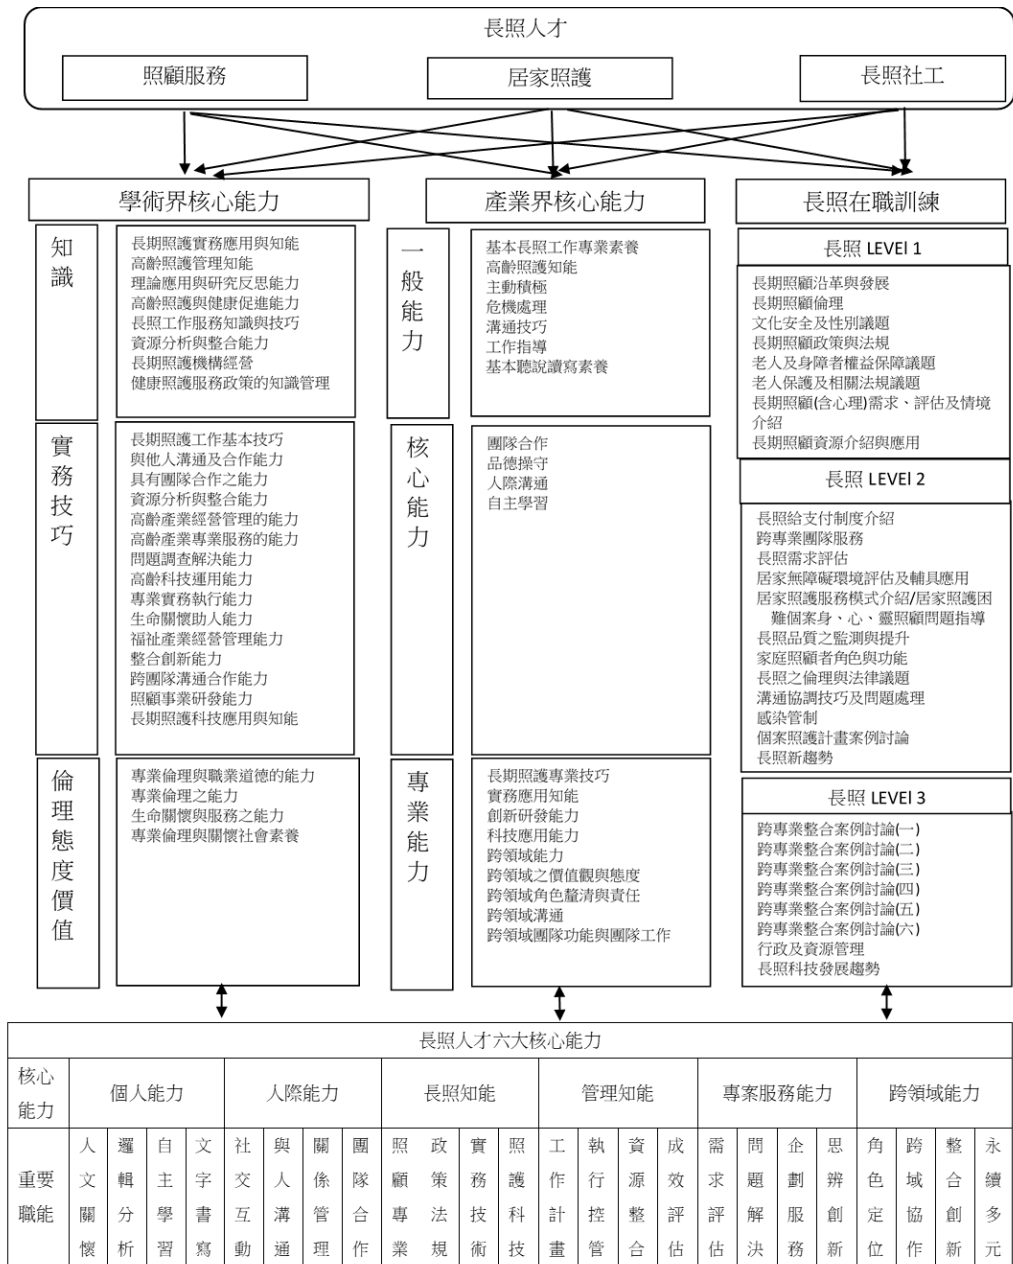 長照人才
照顧服務
居家照護
長照社工
學術界核心能力
知識
長期照護實務應用與知能
高齡照護管理知能
理論應用與研究反思能力
高齡照護與健康促進能力
長照工作服務知識與技巧
資源分析與整合能力
長期照護機構經營
健康照護服務政策的知識管理
實務技巧
長期照護工作基本技巧
與他人溝通及合作能力
具有團隊合作之能力
資源分析與整合能力
高齡產業經營管理的能力
高齡產業專業服務的能力
問題調查解決能力
高齡科技運用能力
專業實務執行能力
生命關懷助人能力
福祉產業經營管理能力
整合創新能力
跨團隊溝通合作能力
照顧事業研發能力
長期照護科技應用與知能
倫理態度價值
專業倫理與職業道德的能力
專業倫理之能力
生命關懷與服務之能力
專業倫理與關懷社會素養
產業界核心能力
一般能力
基本長照工作專業素養
高齡照護知能
主動積極
危機處理
溝通技巧
工作指導
基本聽說讀寫素養
核心能力
團隊合作
品德操守
人際溝通
自主學習
專業能力
長期照護專業技巧
實務應用知能
創新研發能力
科技應用能力
跨領域能力
跨領域之價值觀與態度
跨領域角色釐清與責任
跨領域溝通
跨領域團隊功能與團隊工作
長照在職訓練
長照 LEVEl 1
長期照顧沿革與發展
長期照顧倫理
文化安全及性別議題
長期照顧政策與法規
老人及身障者權益保障議題
老人保護及相關法規議題
長期照顧(含心理)需求、評估及情境
介紹
長期照顧資源介紹與應用
長照 LEVEl 2
長照給支付制度介紹
跨專業團隊服務
長照需求評估
居家無障礙環境評估及輔具應用
居家照護服務模式介紹/居家照護困
難個案身、心、靈照顧問題指導
長照品質之監測與提升
家庭照顧者角色與功能
長照之倫理與法律議題
溝通協調技巧及問題處理
感染管制
個案照護計畫案例討論
長照新趨勢
長照 LEVEl 3
跨專業整合案例討論(一)
跨專業整合案例討論(二)
跨專業整合案例討論(三)
跨專業整合案例討論(四)
跨專業整合案例討論(五)
跨專業整合案例討論(六)
行政及資源管理
長照科技發展趨勢
長照人才六大核心能力
核心能力
個人能力
人際能力
長照知能
管理知能
專案服務能力
跨領域能力
重要職能
人文關懷
邏輯分析
自主學習
文字書寫
社交互動
與人溝通
關係管理
團隊合作
照顧專業
政策法規
實務技術
照護科技
工作計畫
執行控管
資源整合
成效評估
需求評估
問題解決
企劃服務
思辨創新
角色定位
跨域協作
整合創新
永續多元